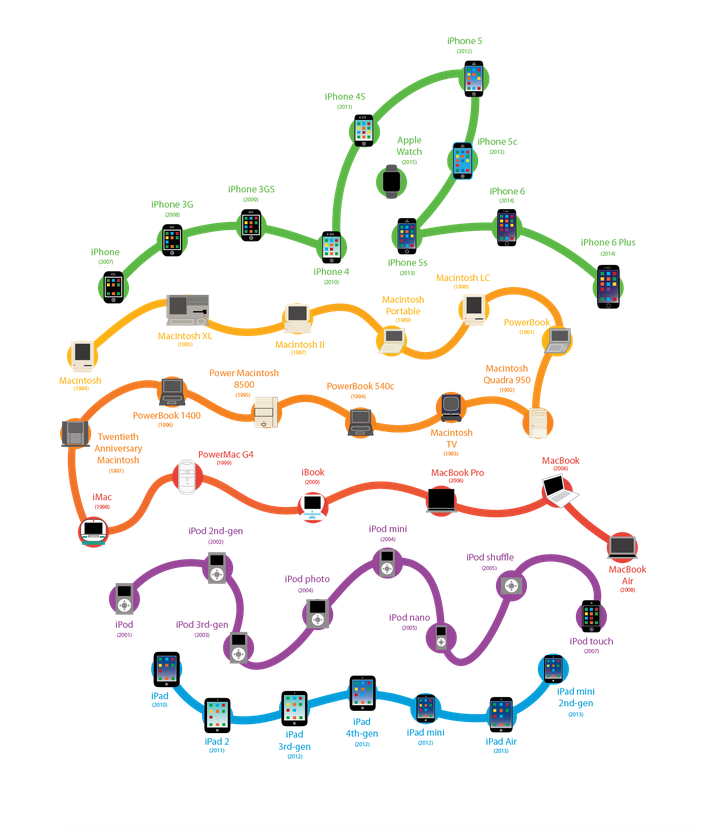 iPhone 5
(2012)
iPhone 4S
(2011)
Apple
Watch
(2015)
iPhone 5c
(2013)
iPhone 3GS
(2009)
iPhone 3G
(2008)
iPhone 6
(2014)
iPhone
(2007)
iPhone 4
(2010)
iPhone 5s
(2013)
iPhone 6 Plus
(2014)
Macintosh
(1984)
Macintosh XL
(1985)
Macintosh II
(1987)
Macintosh
Portable
(1989)
Macintosh LC
(1990)
PowerBook
(1991)
Macintosh
Quadra 950
(1992)
Macintosh
TV
(1993)
PowerBook 540c
(1994)
Power Macintosh
8500
(1995)
PowerBook 1400
(1996)
Twentieth
Anniversary
Macintosh
(1997)
iMac
(1998)
PowerMac G4
(1999)
iBook
(2000)
MacBook Pro
(2006)
MacBook
(2006)
MacBook
Air
(2008)
iPod
(2001)
iPod 2nd-gen
(2002)
iPod 3rd-gen
(2003)
iPod photo
(2004)
iPod mini
(2004)
iPod nano
(2005)
iPod shuffle
(2005)
iPod touch
(2007)
iPad
(2010)
iPad 2
(2011)
iPad
3rd-gen
(2012)
iPad
4th-gen
(2012)
iPad mini
(2012)
iPad Air
(2013)
iPad mini
2nd-gen
(2013)